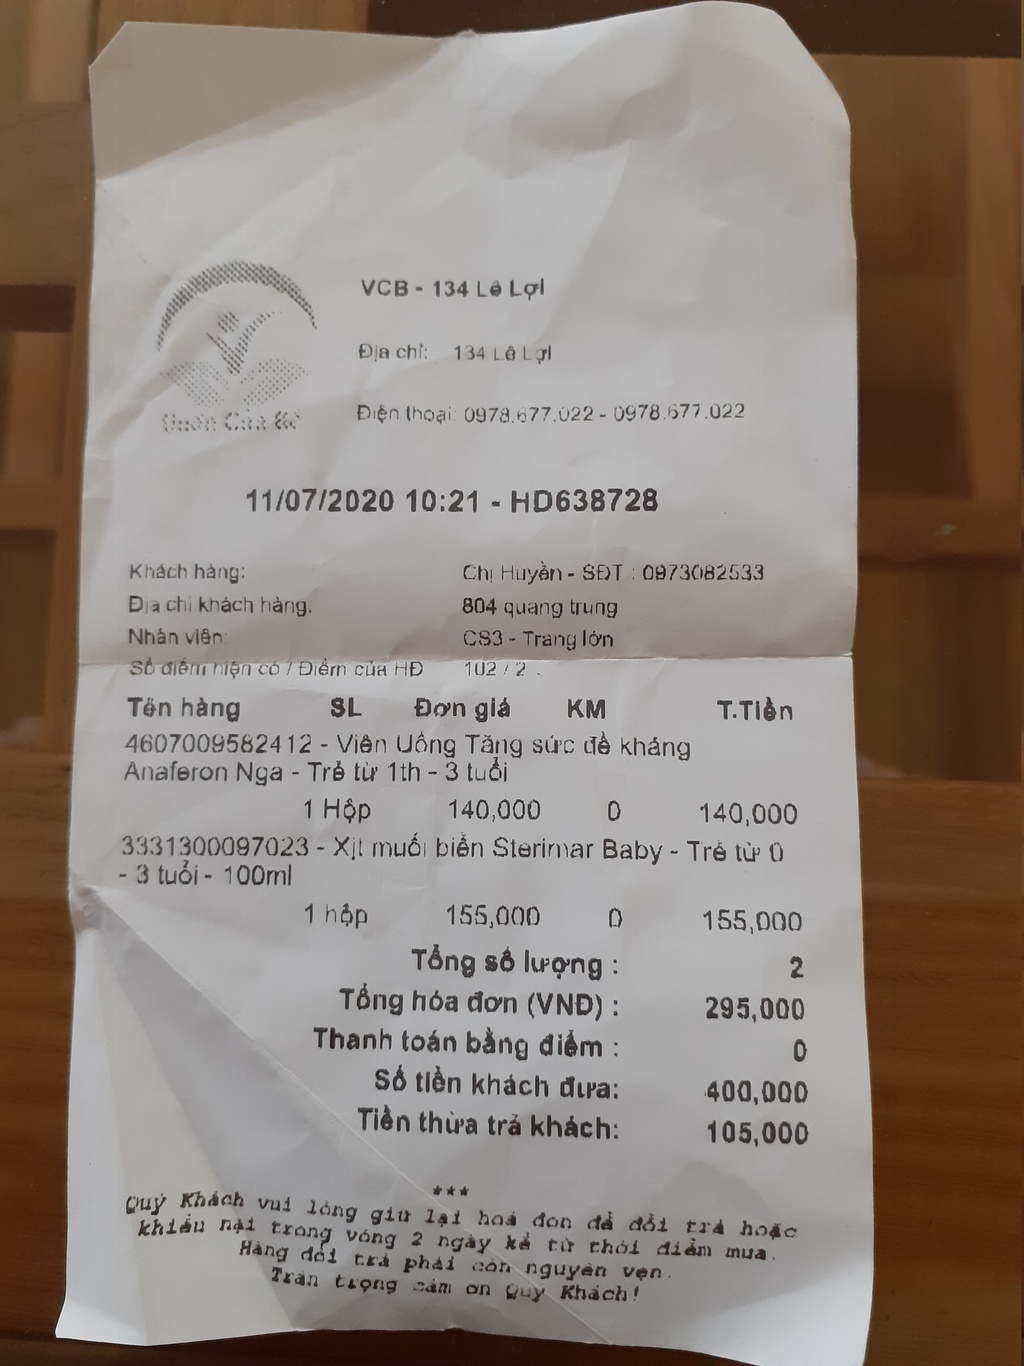 VCB - 134 Lê Lợi
Địa chỉ: 134 Lê Lợi
Điện thoại: 0978.677.022 - 0978.677.022
11/07/2020 10:21 - HD638728
Khách hàng: Chị Huyền - SĐT : 0973082533
Địa chỉ khách hàng: 804 quang trung
Nhân viên: CS3 - Trang lớn
Số điểm hiện có / Điểm của HĐ 102 / 2
Tên hàng SL Đơn giá KM T.Tiền
4607009582412 - Viên Uống Tăng sức đề kháng
Anaferon Nga - Trẻ từ 1th - 3 tuổi
1 Hộp 140,000 0 140,000
3331300097023 - Xịt muối biển Sterimar Baby - Trẻ từ 0
- 3 tuổi - 100ml
1 hộp 155,000 0 155,000
Tổng số lượng : 2
Tổng hóa đơn (VNĐ) : 295,000
Thanh toán bằng điểm : 0
Số tiền khách đưa: 400,000
Tiền thừa trả khách: 105,000
***
Quý Khách vui lòng giữ lại hoá đơn để đổi trả hoặc
khiếu nại trong vòng 2 ngày kể từ thời điểm mua.
Hàng đổi trả phải còn nguyên vẹn.
Trân trọng cảm ơn Quý Khách!